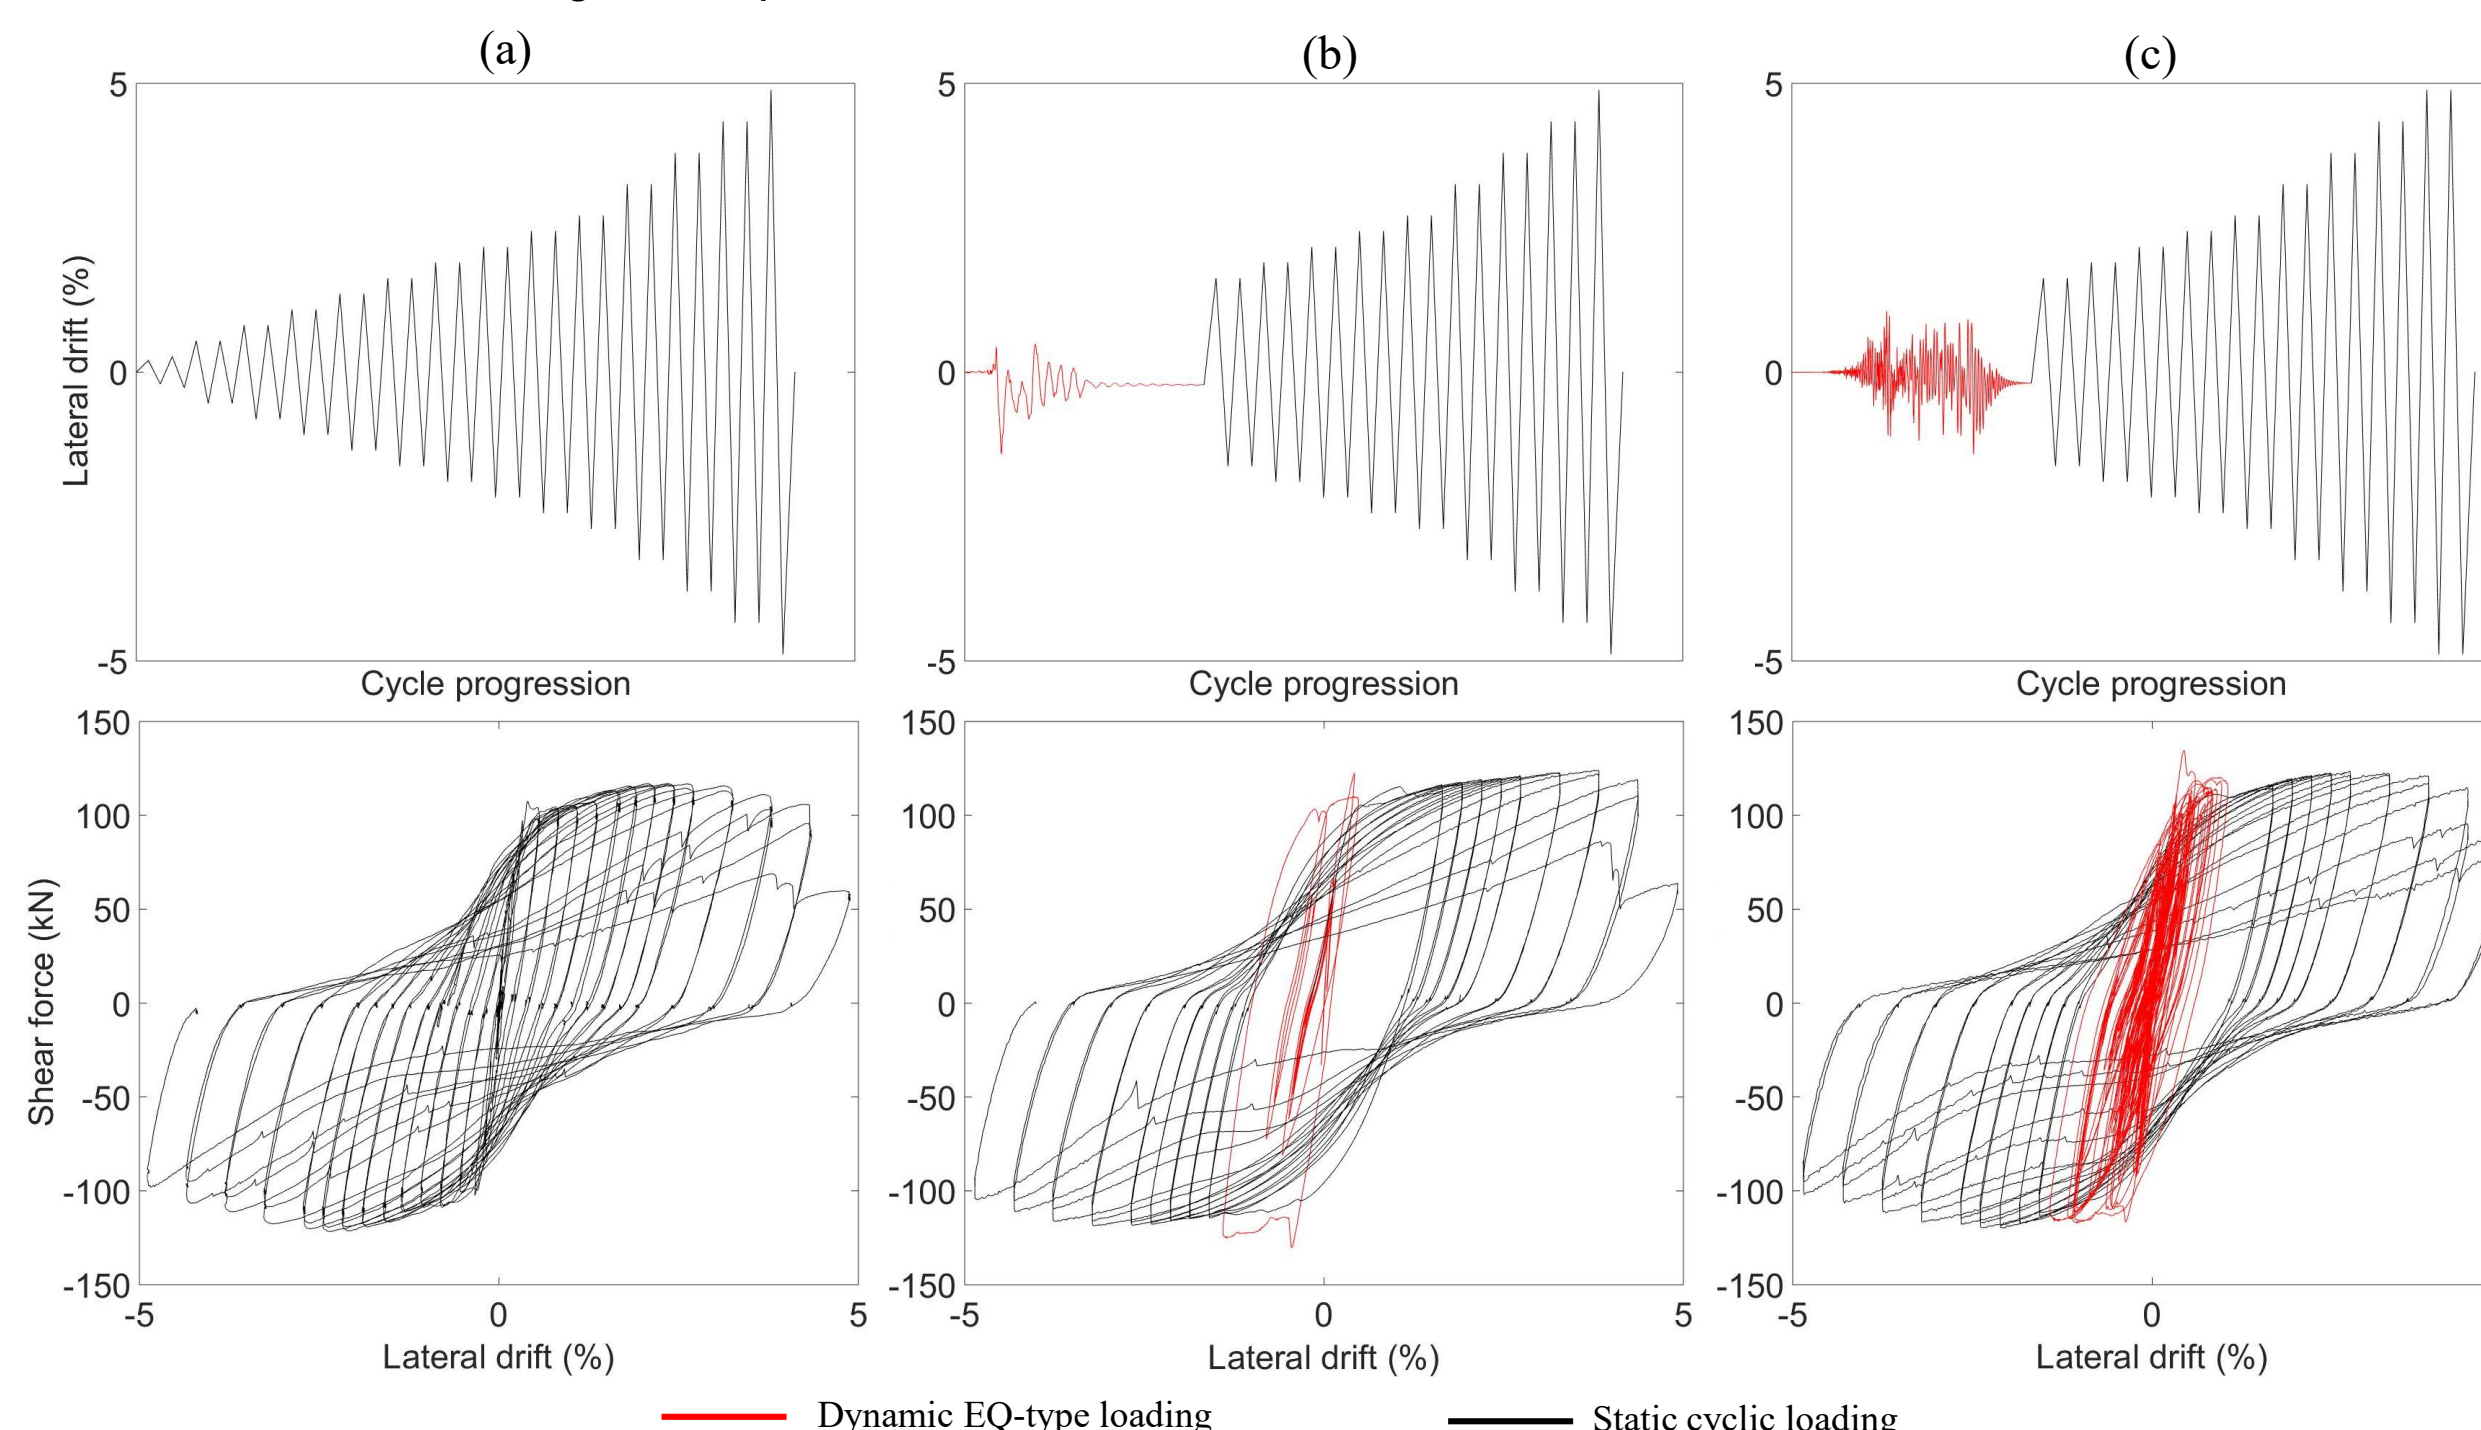 (a) (b) (c)
5 5 5
Lateral drift (%)
0 0 0
-5 -5 -5
Cycle progression Cycle progression Cycle progression
150 150 150
100 100 100
50 50 50
Shear force (kN)
0 0 0
-50 -50 -50
-100 -100 -100
-150 -150 -150
-5 0 5 -5 0 5 -5 0
Lateral drift (%) Lateral drift (%) Lateral drift (%)
Dynamic EQ-type loading Static cyclic loading